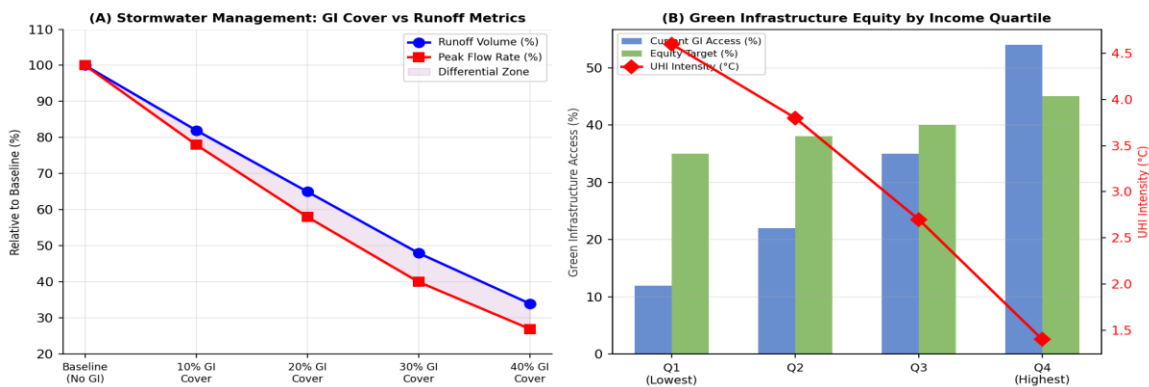 (A) Stormwater Management: GI Cover vs Runoff Metrics
110
100
90
80
70
60
50
40
30
20
Relative to Baseline (%)
Runoff Volume (%)
Peak Flow Rate (%)
Differential Zone
Baseline
(No GI)
10% GI
Cover
20% GI
Cover
30% GI
Cover
40% GI
Cover
(B) Green Infrastructure Equity by Income Quartile
50
40
30
20
10
0
Green Infrastructure Access (%)
Current GI Access (%)
Equity Target (%)
UHI Intensity (°C)
Q1
(Lowest)
Q2
Q3
Q4
(Highest)
4.5
4.0
3.5
3.0
2.5
2.0
1.5
UHI Intensity (°C)